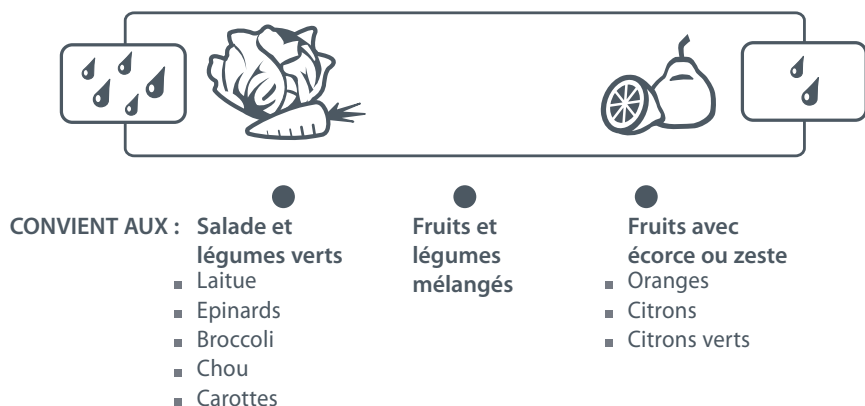 CONVIENT AUX :
Salade et
légumes verts
Laitue
Epinards
Broccoli
Chou
Carottes
Fruits et
légumes
mélangés
Fruits avec
écorce ou zeste
Oranges
Citrons
Citrons verts